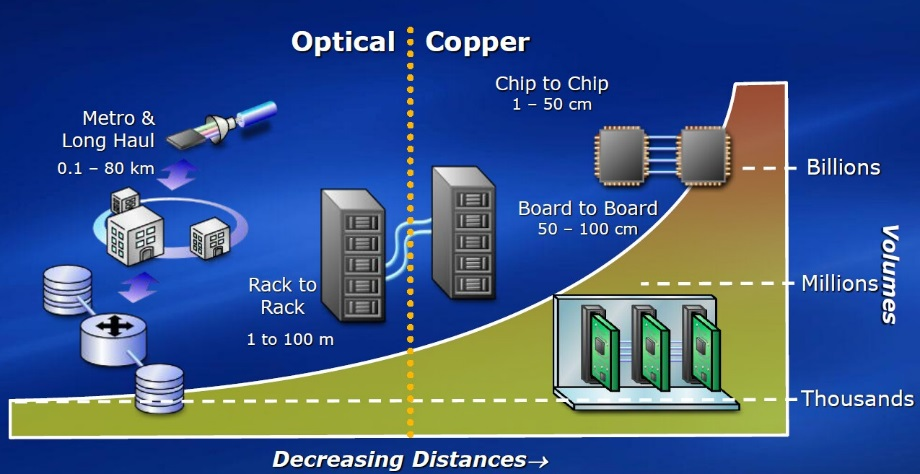 Optical
Copper
Chip to Chip
1 – 50 cm
Metro &
Long Haul
0.1 – 80 km
Billions
Board to Board
50 – 100 cm
Volumes
Rack to
Rack
1 to 100 m
Millions
Thousands
Decreasing Distances→